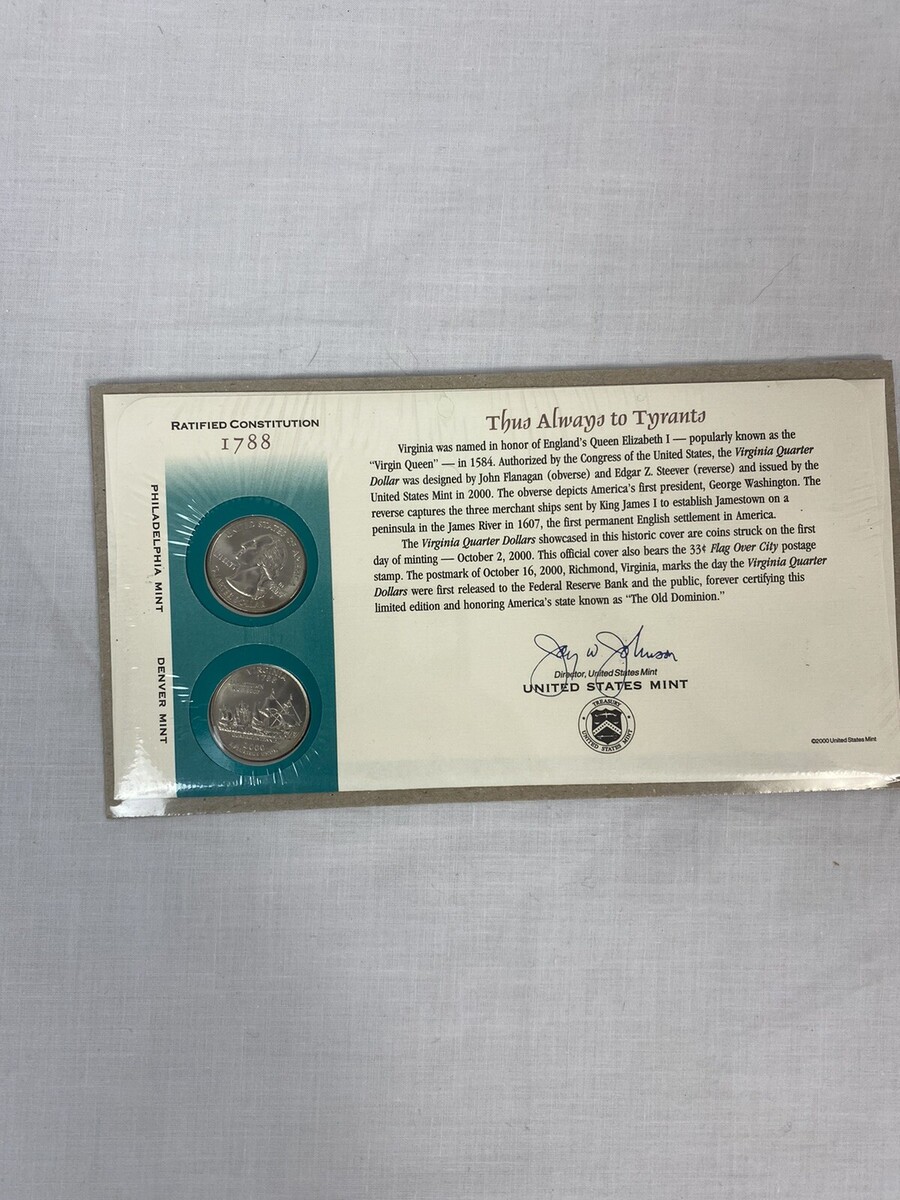 RATIFIED CONSTITUTION
1788
PHILADELPHIA MINT
DENVER MINT
Thus Always to Tyrants
Virginia was named in honor of England's Queen Elizabeth I — popularly known as the
"Virgin Queen" — in 1584. Authorized by the Congress of the United States, the Virginia Quarter
Dollar was designed by John Flanagan (obverse) and Edgar Z. Steever (reverse) and issued by the
United States Mint in 2000. The obverse depicts America's first president, George Washington. The
reverse captures the three merchant ships sent by King James I to establish Jamestown on a
peninsula in the James River in 1607, the first permanent English settlement in America.
The Virginia Quarter Dollars showcased in this historic cover are coins struck on the first
day of minting — October 2, 2000. This official cover also bears the 33¢ Flag Over City postage
stamp. The postmark of October 16, 2000, Richmond, Virginia, marks the day the Virginia Quarter
Dollars were first released to the Federal Reserve Bank and the public, forever certifying this
limited edition and honoring America's state known as "The Old Dominion."
Jay W Johnson
Director, United States Mint
UNITED STATES MINT
TREASURY
UNITED STATES MINT
©2000 United States Mint
VIRGINIA
1788
2000